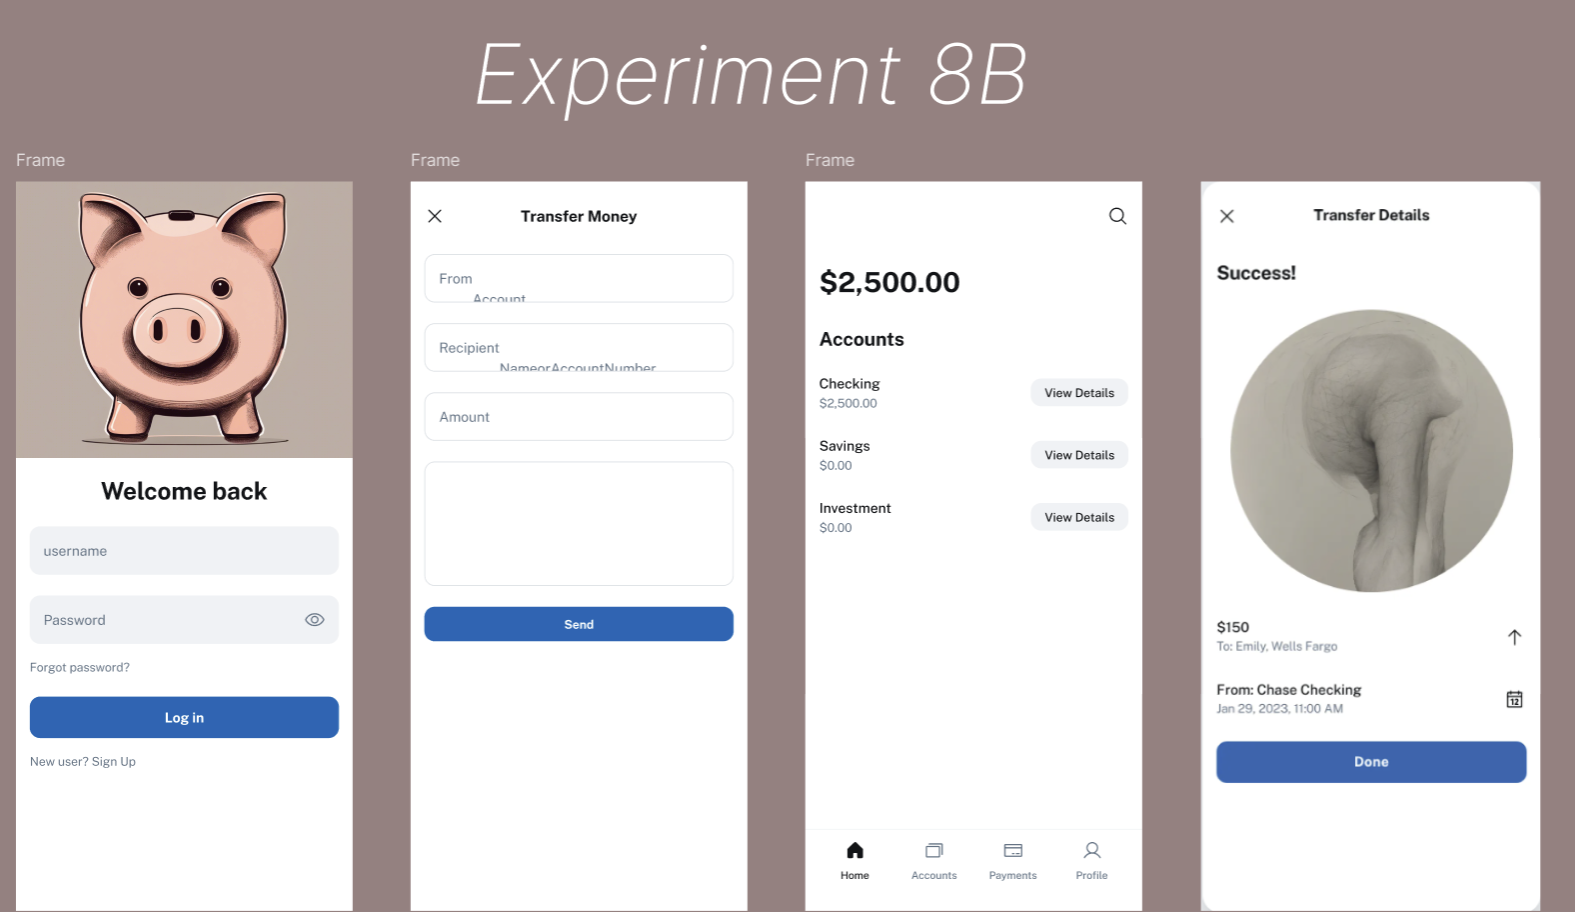 Experiment 8B
Frame
Welcome back
username
Password
Forgot password?
Log in
New user? Sign Up
Frame
Transfer Money
From
Account
Recipient
NameorAccountNumber
Amount
Send
Frame
$2,500.00
Accounts
Checking
$2,500.00
View Details
Savings
$0.00
View Details
Investment
$0.00
View Details
Home
Accounts
Payments
Profile
Transfer Details
Success!
$150
To: Emily, Wells Fargo
From: Chase Checking
Jan 29, 2023, 11:00 AM
12
Done